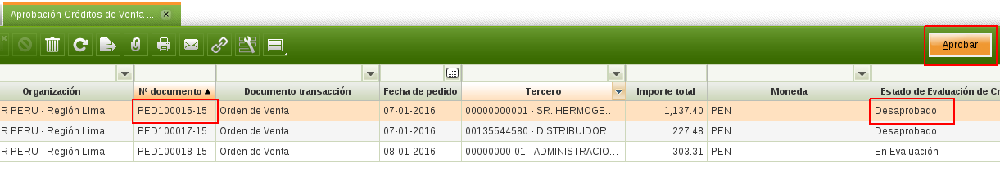 Aprobación Créditos de Venta ...
Aprobar
Organización Nº documento Documento transacción Fecha de pedido Tercero Importe total Moneda Estado de Evaluación de Cr
R PERU - Región Lima PED100015-15 Orden de Venta 07-01-2016 00000000001 - SR. HERMOGE... 1,137.40 PEN Desaprobado
R PERU - Región Lima PED100017-15 Orden de Venta 07-01-2016 00135544580 - DISTRIBUIDOR... 227.48 PEN Desaprobado
R PERU - Región Lima PED100018-15 Orden de Venta 08-01-2016 00000000-01 - ADMINISTRACIO... 303.31 PEN En Evaluación